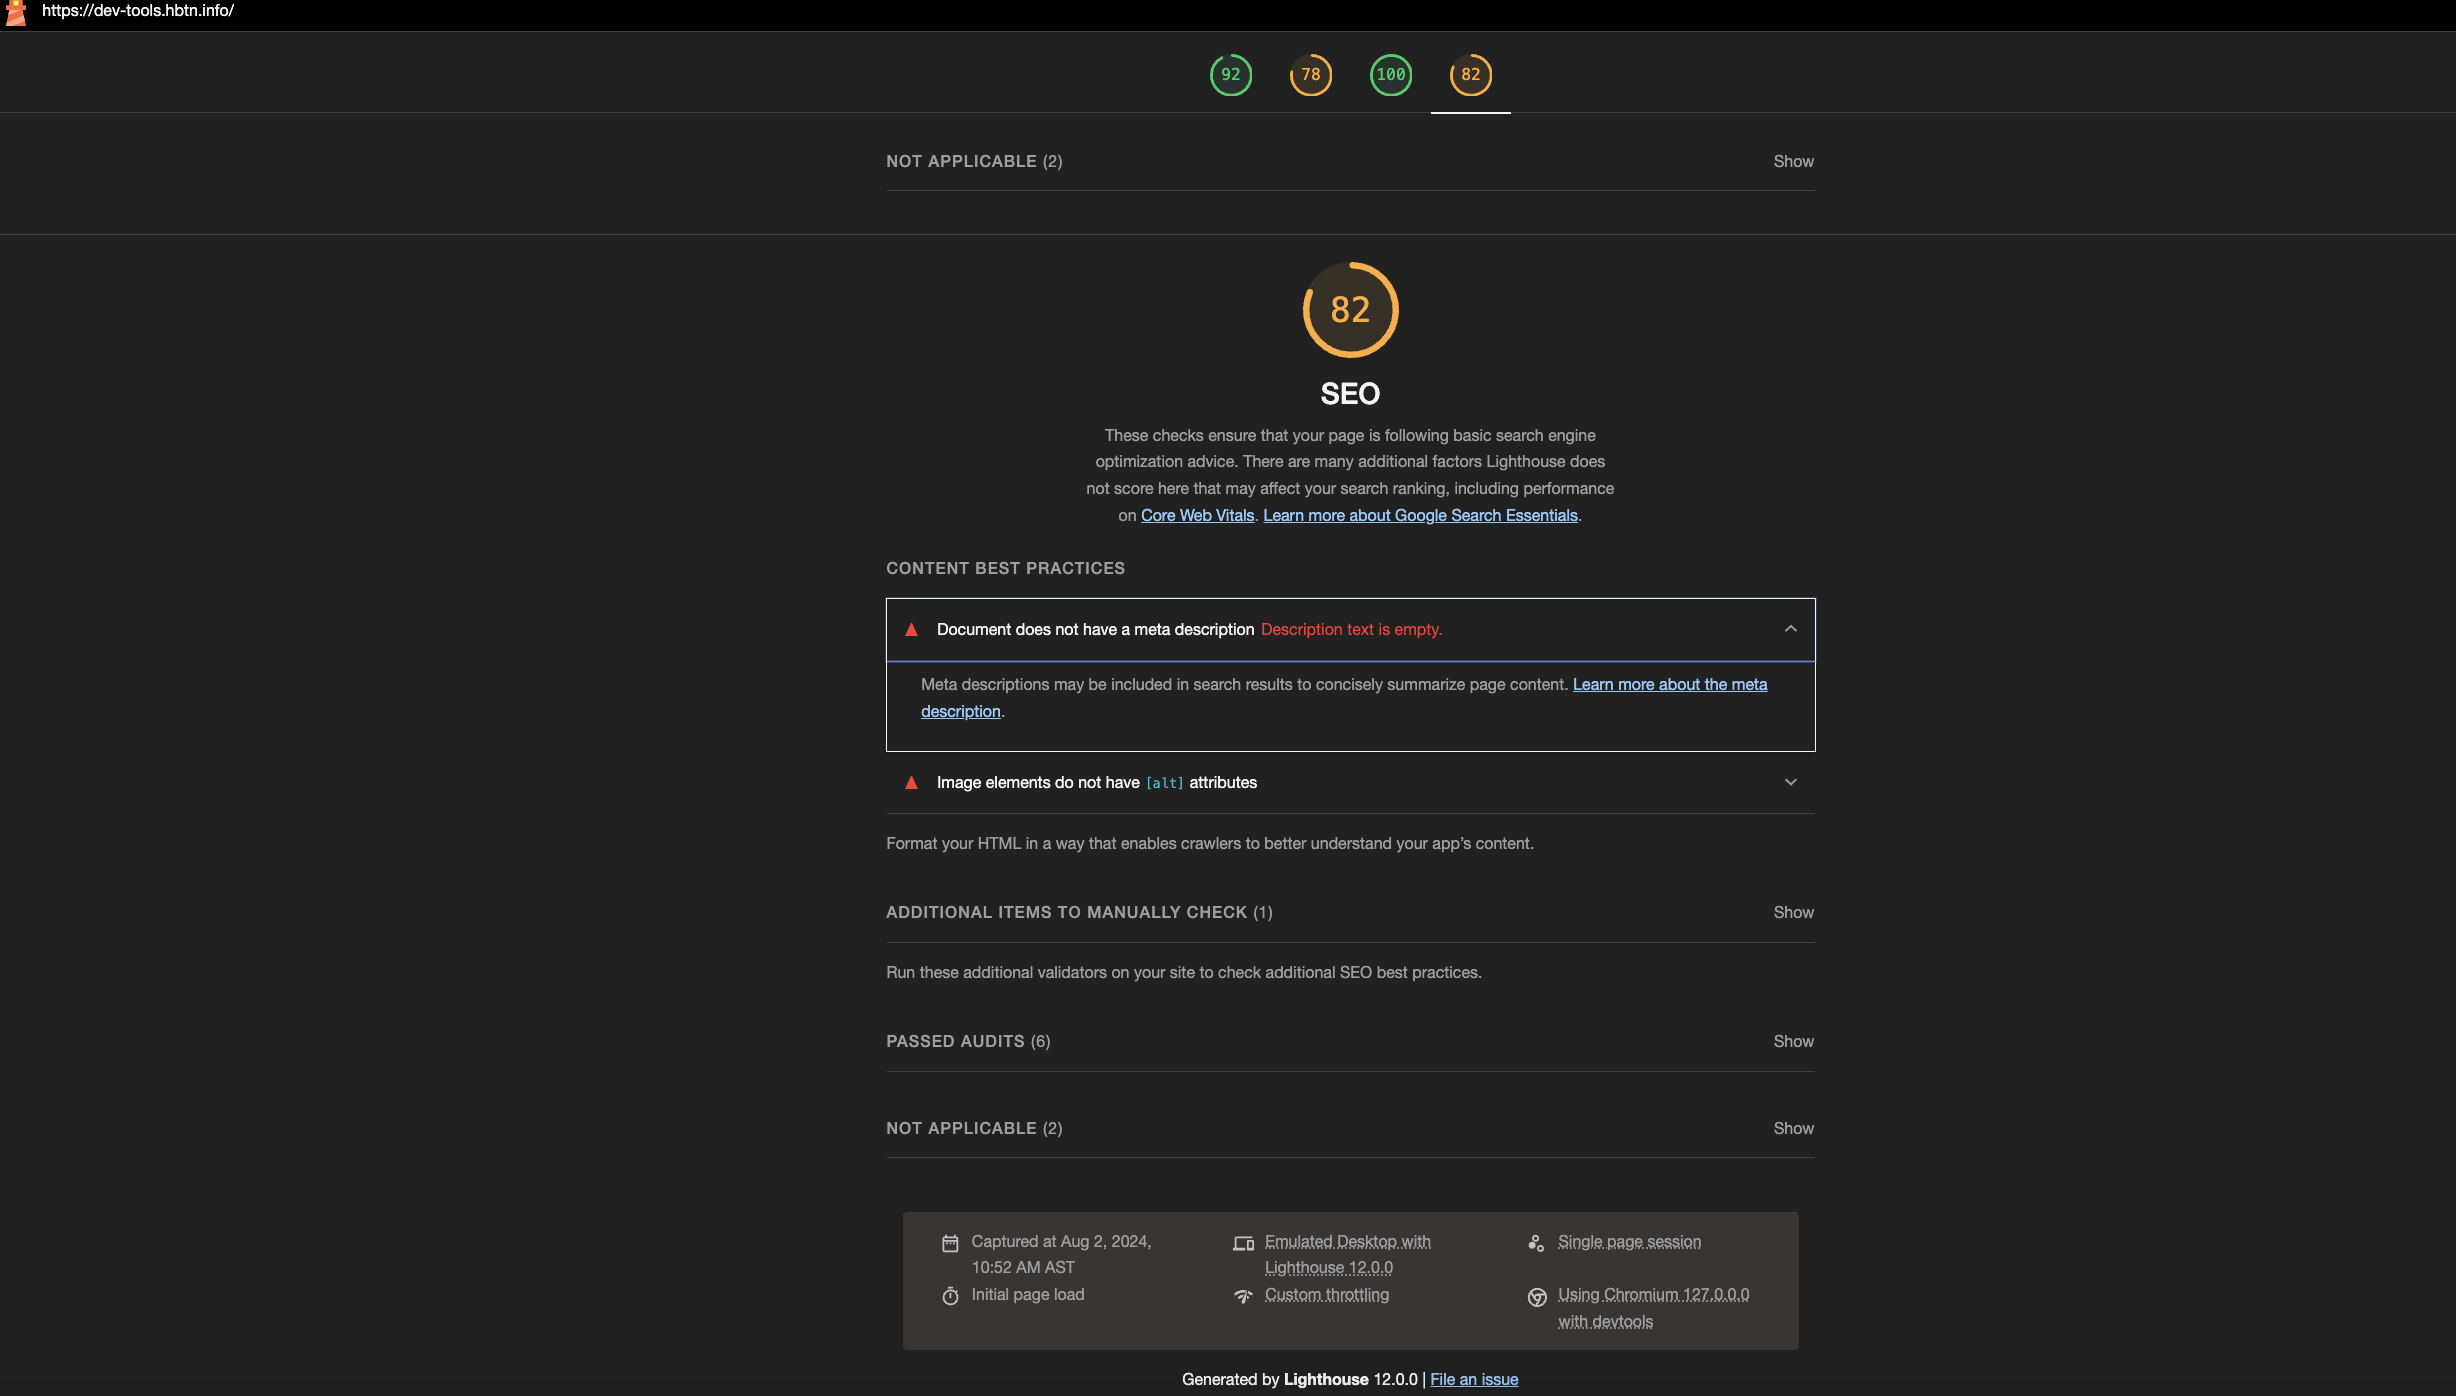 https://dev-tools.hbtn.info/
92 78 100 82
NOT APPLICABLE (2) Show
82
SEO
These checks ensure that your page is following basic search engine
optimization advice. There are many additional factors Lighthouse does
not score here that may affect your search ranking, including performance
on Core Web Vitals. Learn more about Google Search Essentials.
CONTENT BEST PRACTICES
Document does not have a meta description Description text is empty.
Meta descriptions may be included in search results to concisely summarize page content. Learn more about the meta
description.
Image elements do not have [alt] attributes
Format your HTML in a way that enables crawlers to better understand your app’s content.
ADDITIONAL ITEMS TO MANUALLY CHECK (1) Show
Run these additional validators on your site to check additional SEO best practices.
PASSED AUDITS (6) Show
NOT APPLICABLE (2) Show
Captured at Aug 2, 2024,
10:52 AM AST
Emulated Desktop with
Lighthouse 12.0.0
Single page session
Initial page load
Custom throttling
Using Chromium 127.0.0.0
with devtools
Generated by Lighthouse 12.0.0 | File an issue